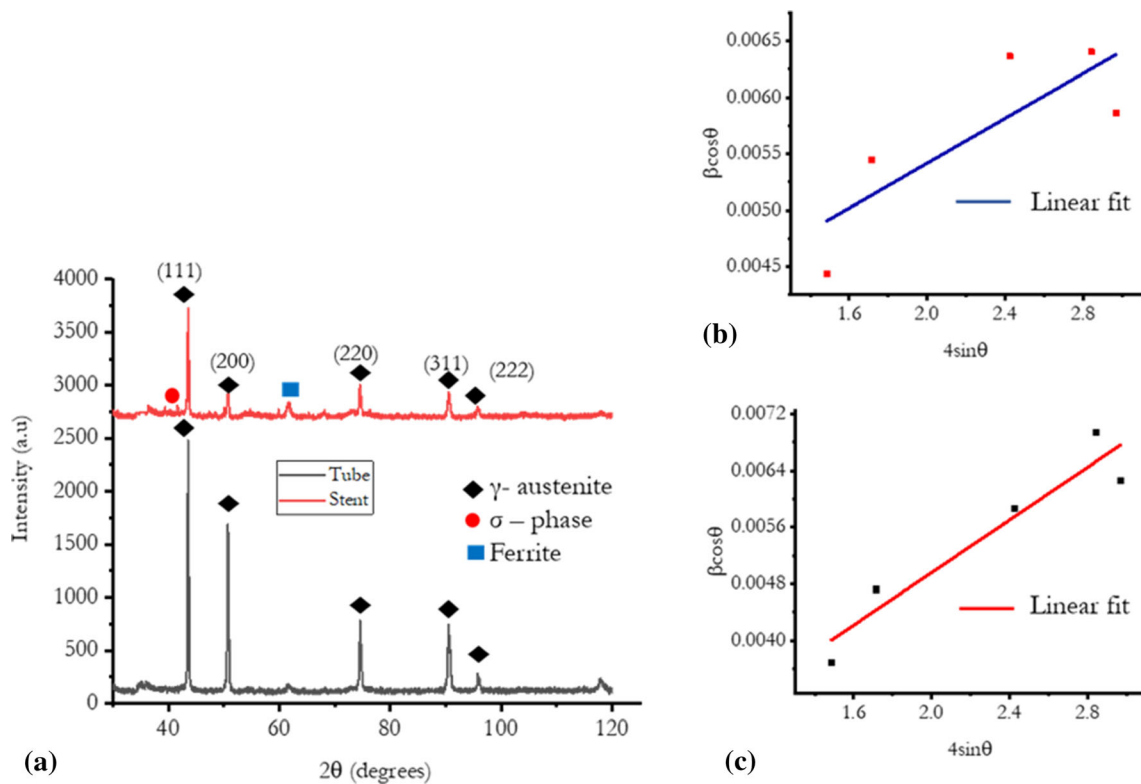 4000
3500
3000
2500
2000
1500
1000
500
0
Intensity (a.u)
(111)
(200)
(220)
(311)
(222)
Tube
Stent
γ- austenite
σ – phase
Ferrite
40
60
80
100
120
2θ (degrees)
(a)
0.0065
0.0060
0.0055
0.0050
0.0045
βcosθ
Linear fit
1.6
2.0
2.4
2.8
4sinθ
(b)
0.0072
0.0064
0.0056
0.0048
0.0040
βcosθ
Linear fit
1.6
2.0
2.4
2.8
4sinθ
(c)